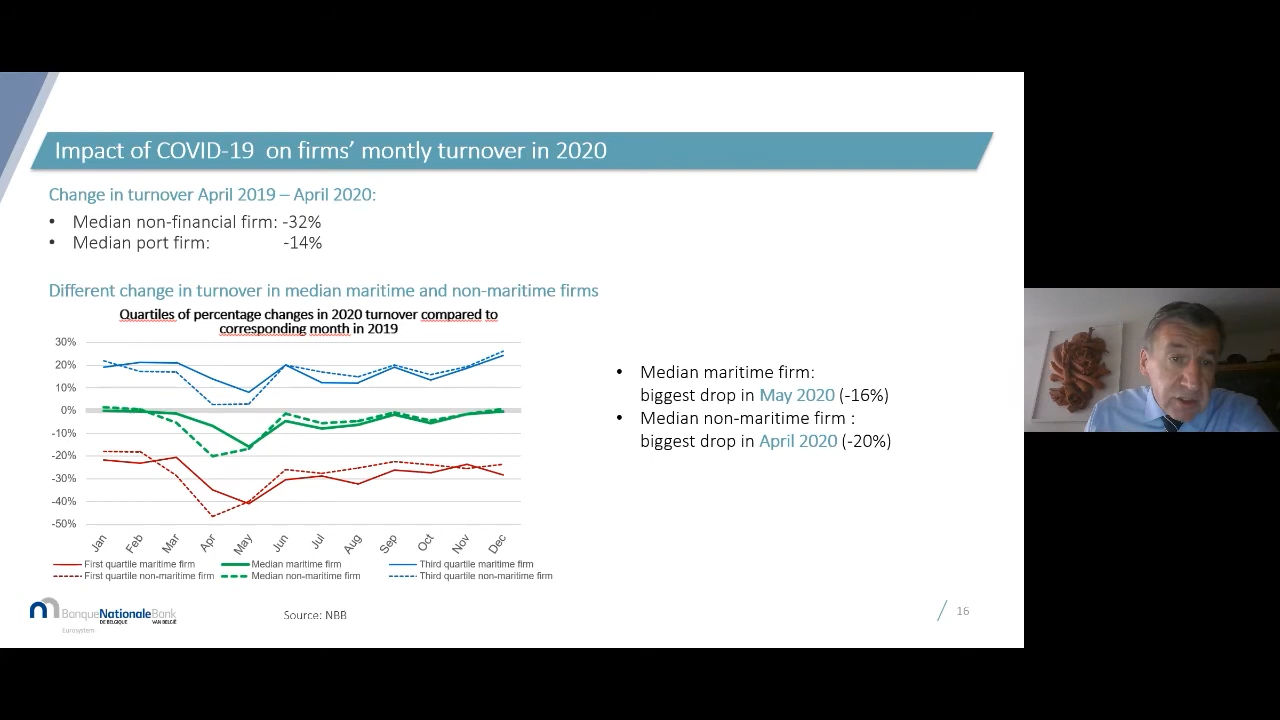 Impact of COVID-19 on firms' montly turnover in 2020
Change in turnover April 2019 – April 2020:
• Median non-financial firm: -32%
• Median port firm: -14%
Different change in turnover in median maritime and non-maritime firms
Quartiles of percentage changes in 2020 turnover compared to
corresponding month in 2019
30%
20%
10%
0%
-10%
-20%
-30%
-40%
-50%
Jan Feb Mar Apr May Jun Jul Aug Sep Oct Nov Dec
First quartile maritime firm Median maritime firm Third quartile maritime firm
First quartile non-maritime firm Median non-maritime firm Third quartile non-maritime firm
• Median maritime firm:
biggest drop in May 2020 (-16%)
• Median non-maritime firm :
biggest drop in April 2020 (-20%)
BanqueNationaleBank
DE BELGIQUE VAN BELGIË
Eurosystem
Source: NBB
16